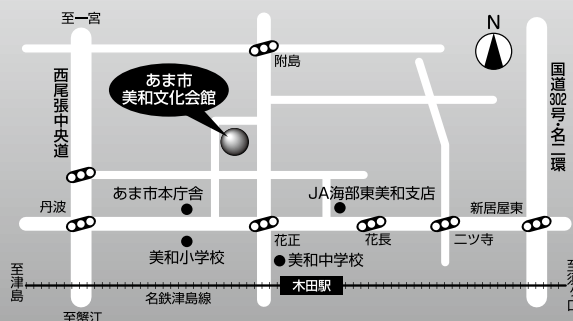 至一宮
N
附島
西尾張中央道
あま市
美和文化会館
国道302号・名二環
あま市本庁舎
JA海部東美和支店
丹波
新居屋東
花正
花長
二ツ寺
美和小学校
美和中学校
至津島
木田駅
名鉄津島線
至蟹江